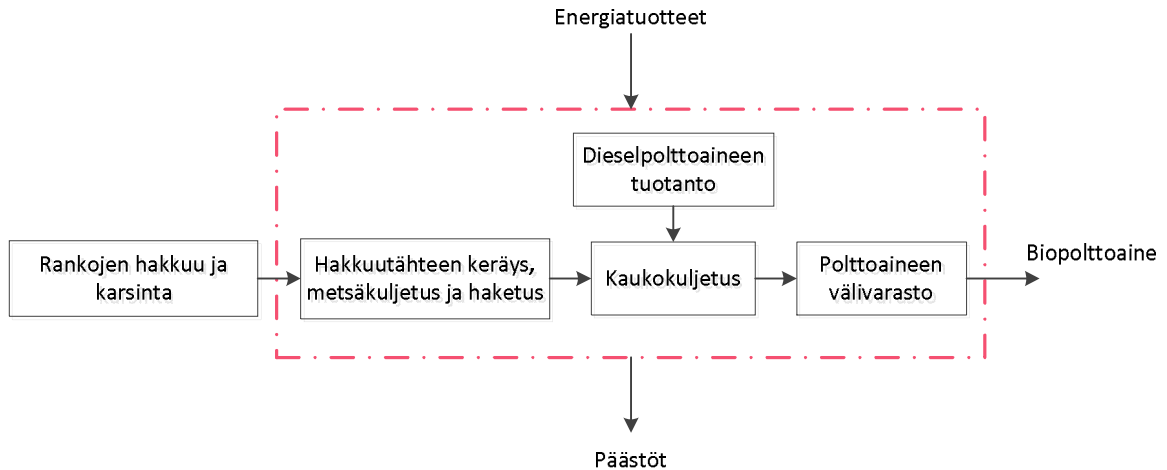 Energiatuotteet
Dieselpolttoaineen
tuotanto
Rankojen hakkuu ja
karsinta
Hakkuutähteen keräys,
metsäkuljetus ja haketus
Kaukokuljetus
Polttoaineen
välivarasto
Biopolttoaine
Päästöt